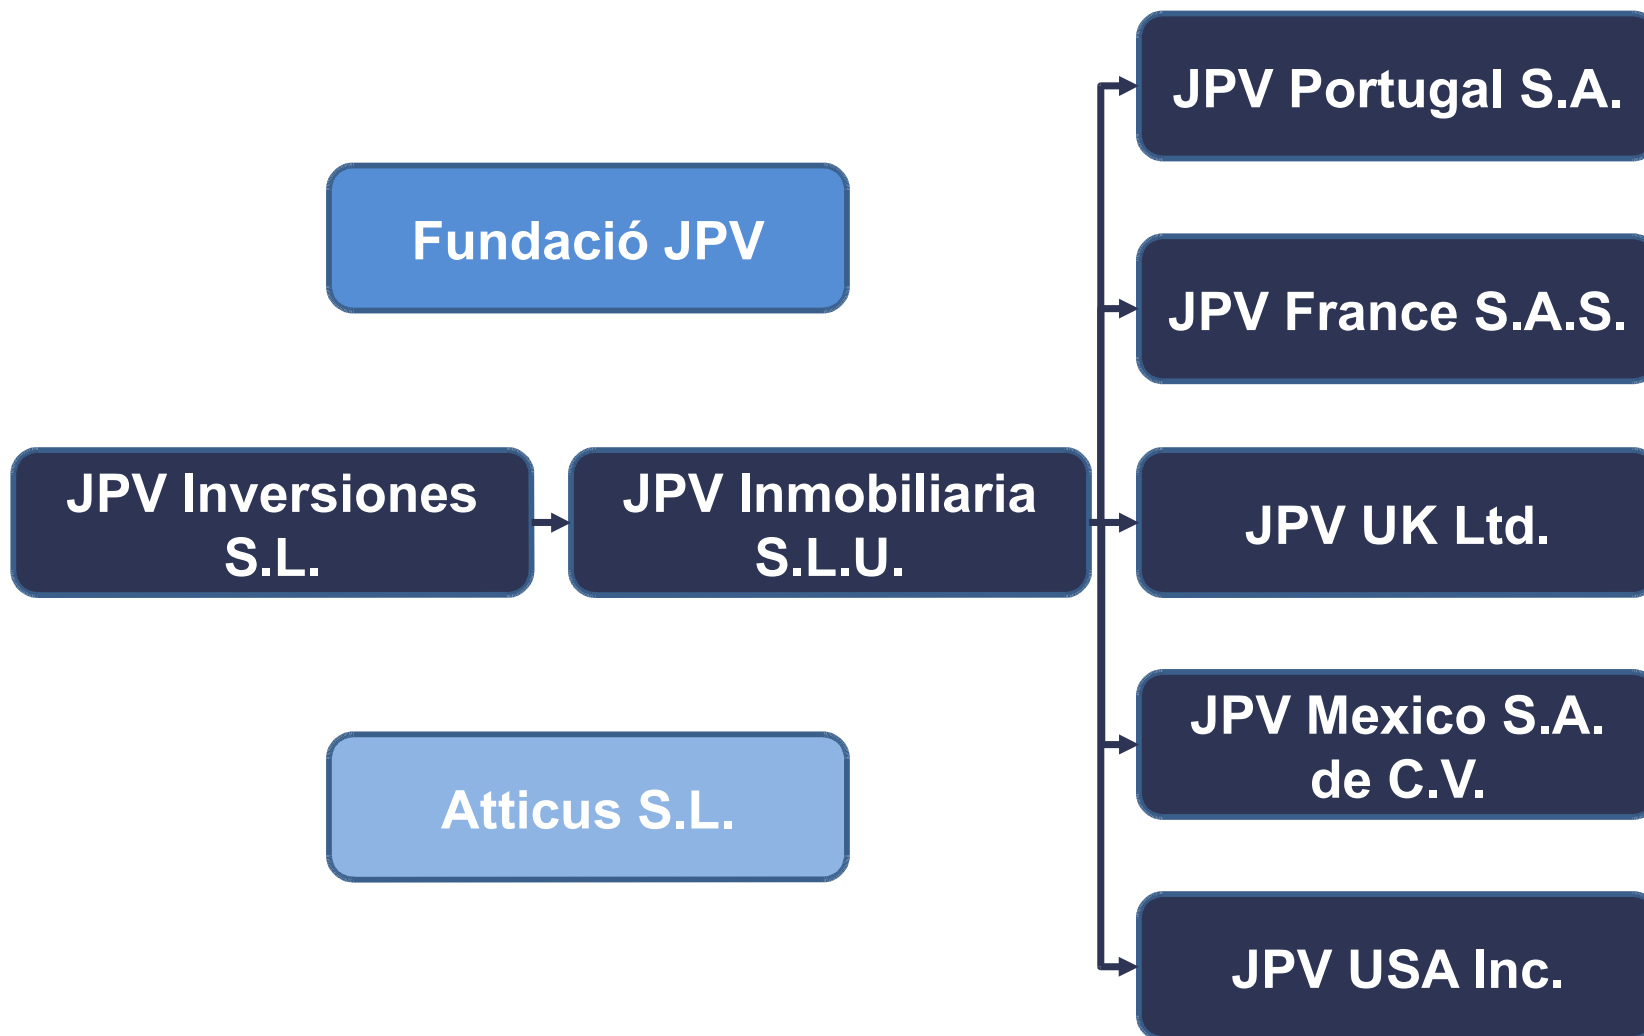 JPV Portugal S.A.
Fundació JPV
JPV France S.A.S.
JPV Inversiones
S.L.
JPV Inmobiliaria
S.L.U.
JPV UK Ltd.
JPV Mexico S.A.
de C.V.
Atticus S.L.
JPV USA Inc.